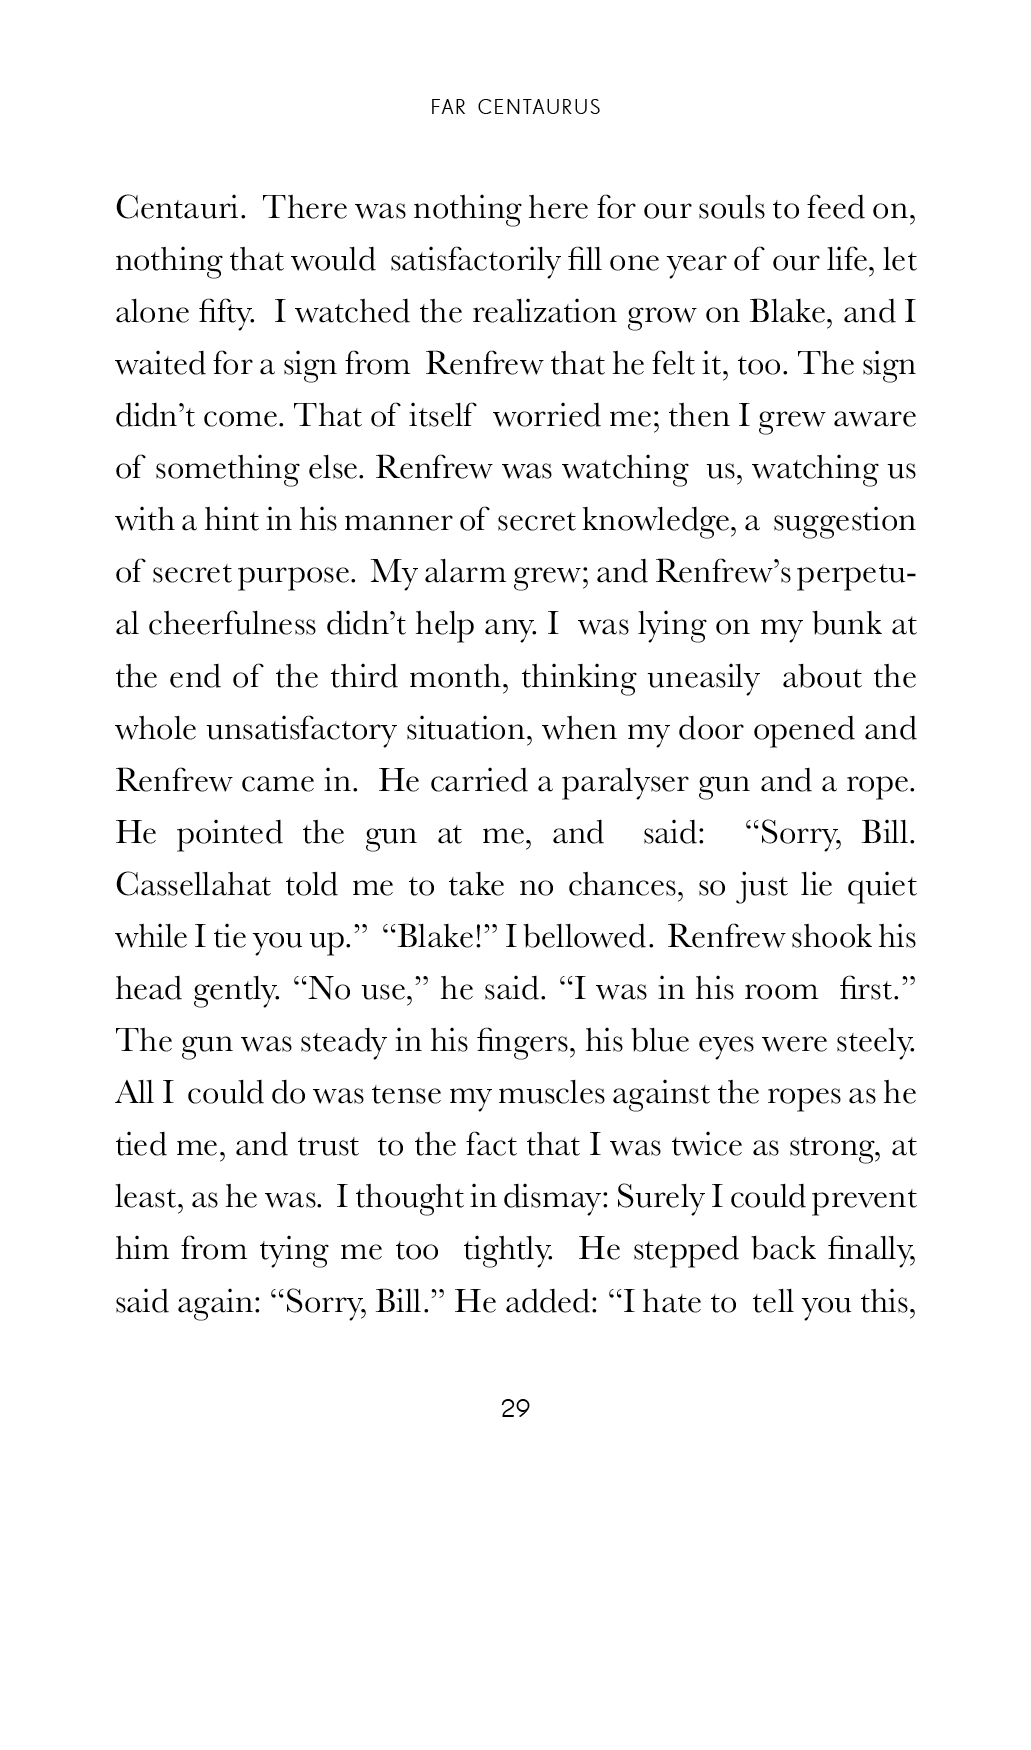 FAR CENTAURUS
Centauri. There was nothing here for our souls to feed on,
nothing that would satisfactorily fill one year of our life, let
alone fifty. I watched the realization grow on Blake, and I
waited for a sign from Renfrew that he felt it, too. The sign
didn’t come. That of itself worried me; then I grew aware
of something else. Renfrew was watching us, watching us
with a hint in his manner of secret knowledge, a suggestion
of secret purpose. My alarm grew; and Renfrew’s perpetu-
al cheerfulness didn’t help any. I was lying on my bunk at
the end of the third month, thinking uneasily about the
whole unsatisfactory situation, when my door opened and
Renfrew came in. He carried a paralyser gun and a rope.
He pointed the gun at me, and said: “Sorry, Bill.
Cassellahat told me to take no chances, so just lie quiet
while I tie you up.” “Blake!” I bellowed. Renfrew shook his
head gently. “No use,” he said. “I was in his room first.”
The gun was steady in his fingers, his blue eyes were steely.
All I could do was tense my muscles against the ropes as he
tied me, and trust to the fact that I was twice as strong, at
least, as he was. I thought in dismay: Surely I could prevent
him from tying me too tightly. He stepped back finally,
said again: “Sorry, Bill.” He added: “I hate to tell you this,
29